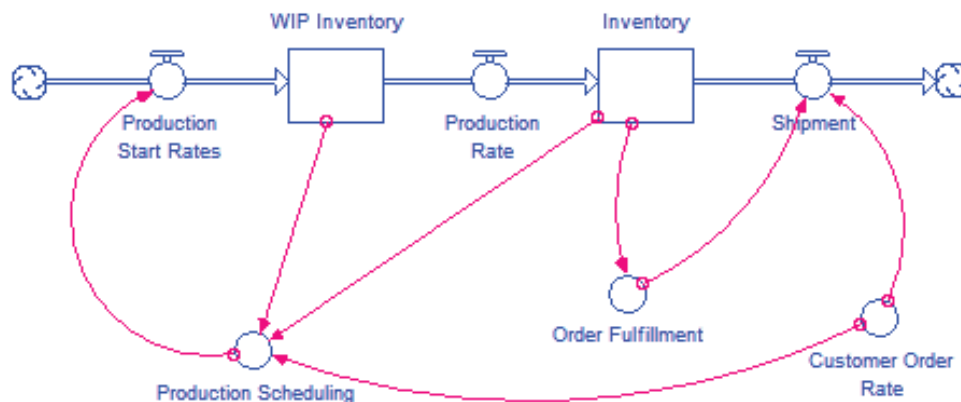 WIP Inventory
Inventory
Production
Start Rates
Production
Rate
Shipment
Order Fulfillment
Customer Order
Rate
Production Scheduling